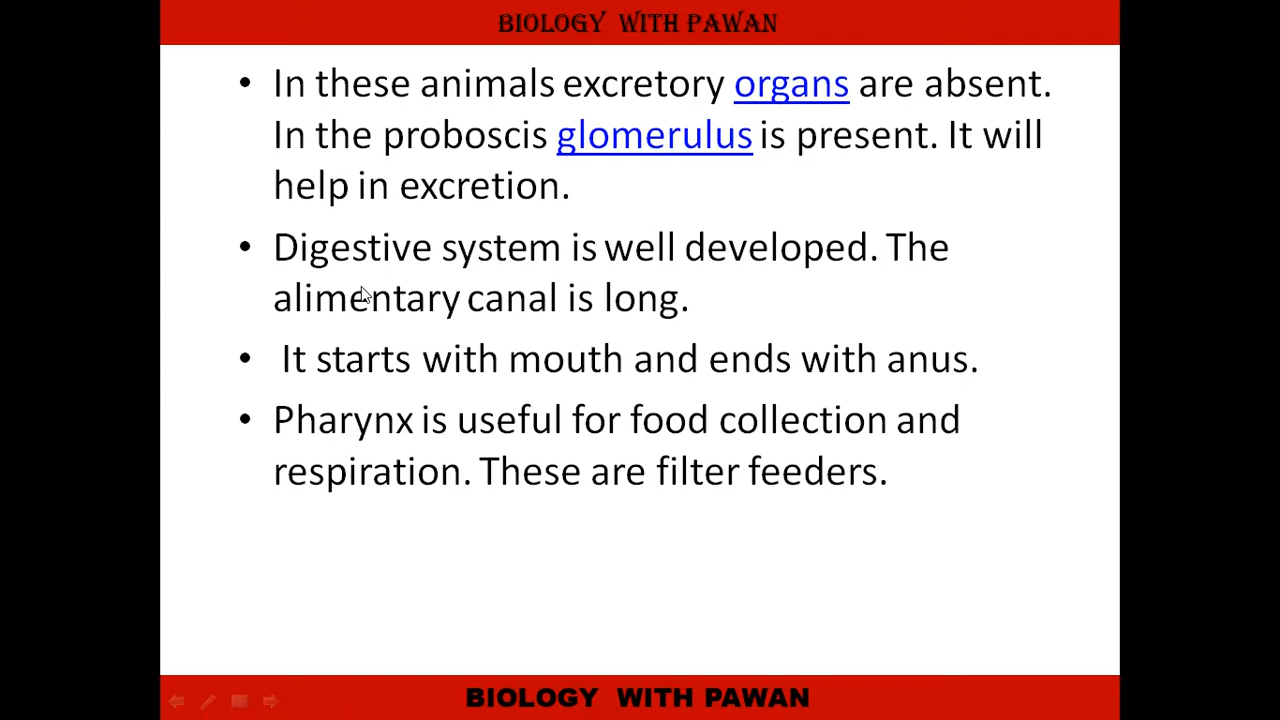 BIOLOGY WITH PAWAN
• In these animals excretory organs are absent.
In the proboscis glomerulus is present. It will
help in excretion.
• Digestive system is well developed. The
alimentary canal is long.
• It starts with mouth and ends with anus.
• Pharynx is useful for food collection and
respiration. These are filter feeders.
BIOLOGY WITH PAWAN